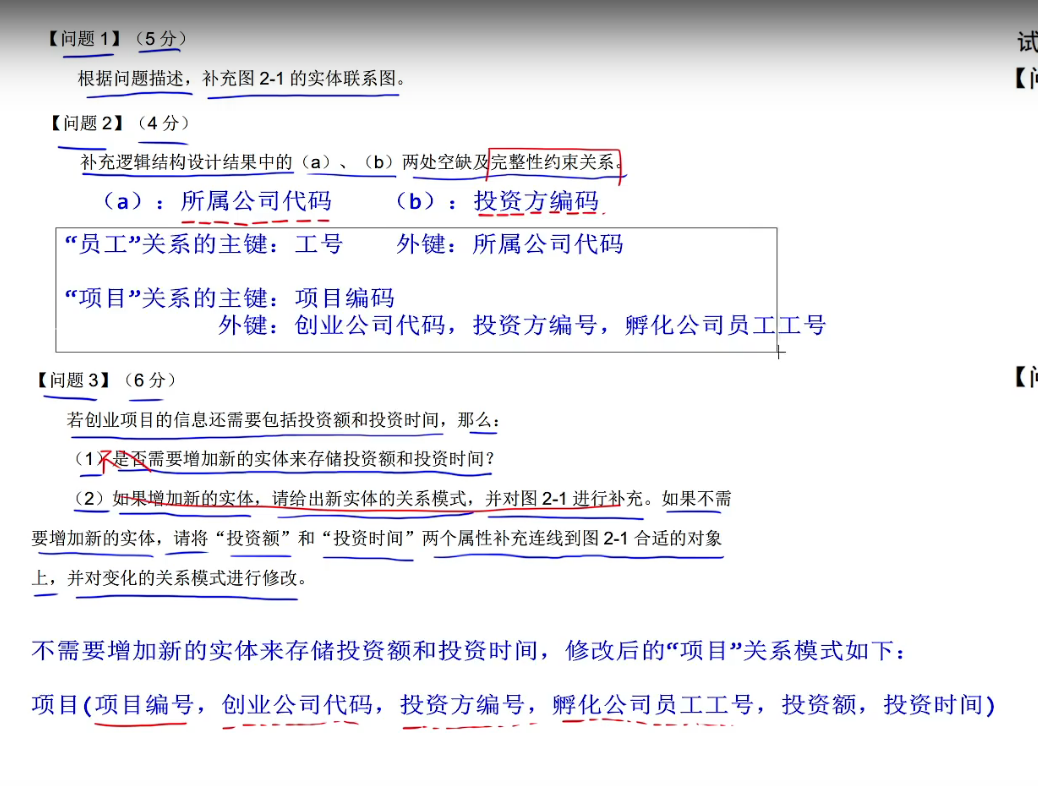 【问题 1】（5 分）
根据问题描述，补充图 2-1 的实体联系图。
【问题 2】（4 分）
补充逻辑结构设计结果中的（a）、（b）两处空缺及完整性约束关系。
（a）：所属公司代码 （b）：投资方编码
“员工”关系的主键：工号 外键：所属公司代码
“项目”关系的主键：项目编码
外键：创业公司代码，投资方编号，孵化公司员工工号
【问题 3】（6 分）
若创业项目的信息还需要包括投资额和投资时间，那么：
（1）是否需要增加新的实体来存储投资额和投资时间？
不
（2）如果增加新的实体，请给出新实体的关系模式，并对图 2-1 进行补充。如果不需
要增加新的实体，请将“投资额”和“投资时间”两个属性补充连线到图 2-1 合适的对象
上，并对变化的关系模式进行修改。
不需要增加新的实体来存储投资额和投资时间，修改后的“项目”关系模式如下：
项目(项目编号，创业公司代码，投资方编号，孵化公司员工工号，投资额，投资时间)
试
【问
【问